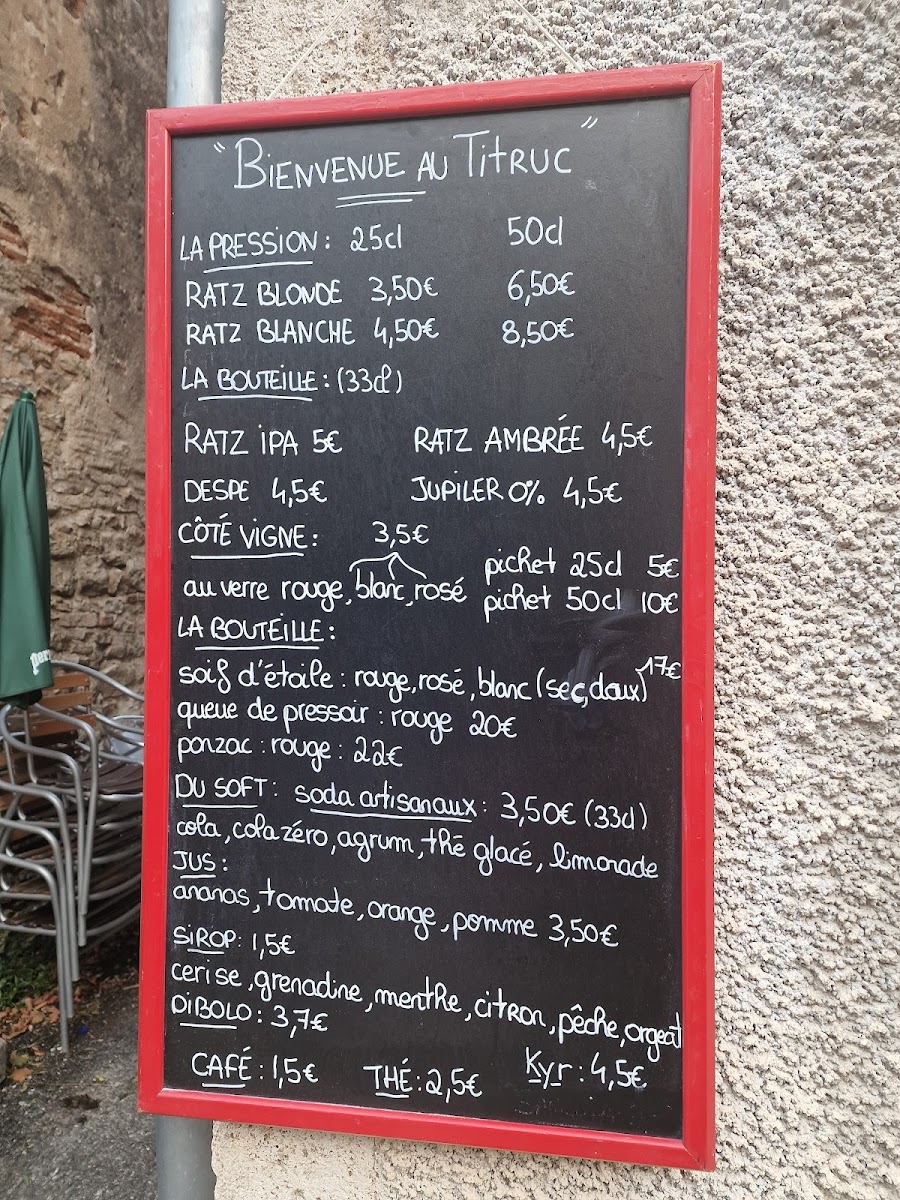 "BIENVENUE AU TITRUC"
LA PRESSION : 25cl 50cl
RATZ BLONDE 3,50€ 6,50€
RATZ BLANCHE 4,50€ 8,50€
LA BOUTEILLE : (33cl)
RATZ IPA 5€ RATZ AMBRÉE 4,5€
DESPE 4,5€ JUPILER 0% 4,5€
CÔTÉ VIGNE : 3,5€
au verre rouge, blanc, rosé
pichet 25cl 5€
pichet 50cl 10€
LA BOUTEILLE :
soif d'étoile : rouge, rosé, blanc (sec, doux) 17€
queue de pressoir : rouge 20€
ponzac : rouge : 22€
DU SOFT : soda artisanaux : 3,50€ (33cl)
cola, cola zéro, agrum, thé glacé, limonade
JUS :
ananas, tomate, orange, pomme 3,50€
SIROP : 1,5€
cerise, grenadine, menthe, citron, pêche, orgeat
DIBOLO : 3,7€
CAFÉ : 1,5€ THÉ : 2,5€ Kyr : 4,5€